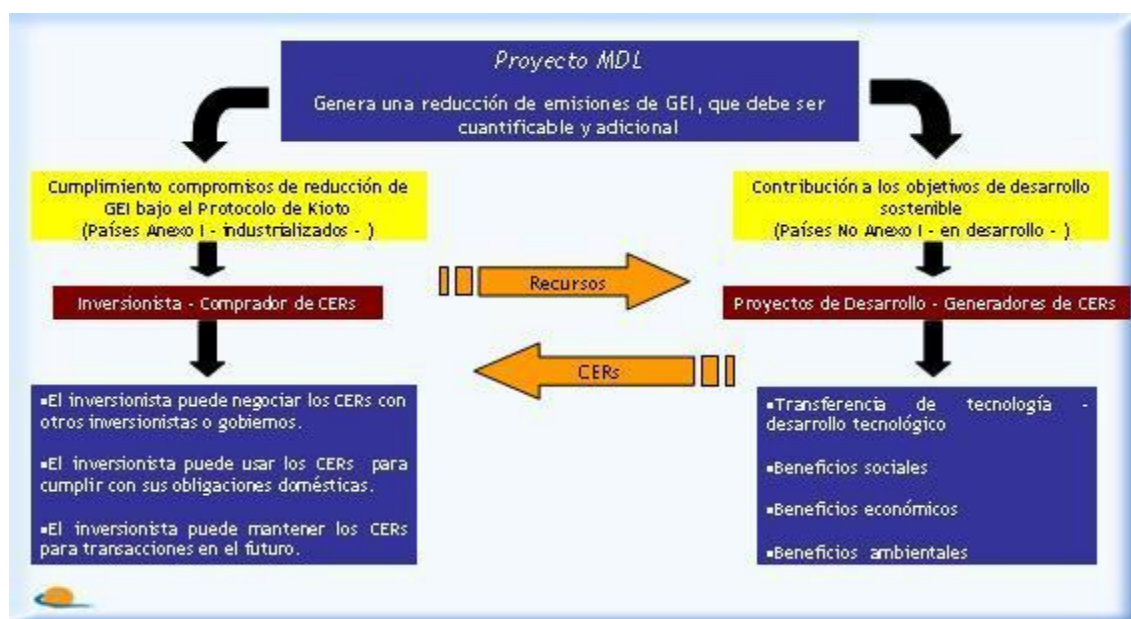 Proyecto MDL
Genera una reducción de emisiones de GEI, que debe ser
cuantificable y adicional
Cumplimiento compromisos de reducción de
GEI bajo el Protocolo de Kioto
(Países Anexo I - industrializados - )
Inversionista - Comprador de CERs
▪El inversionista puede negociar los CERs con
otros inversionistas o gobiernos.
▪El inversionista puede usar los CERs para
cumplir con sus obligaciones domésticas.
▪El inversionista puede mantener los CERs
para transacciones en el futuro.
Recursos
CERs
Contribución a los objetivos de desarrollo
sostenible
(Países No Anexo I - en desarrollo - )
Proyectos de Desarrollo - Generadores de CERs
▪Transferencia de tecnología -
desarrollo tecnológico
▪Beneficios sociales
▪Beneficios económicos
▪Beneficios ambientales